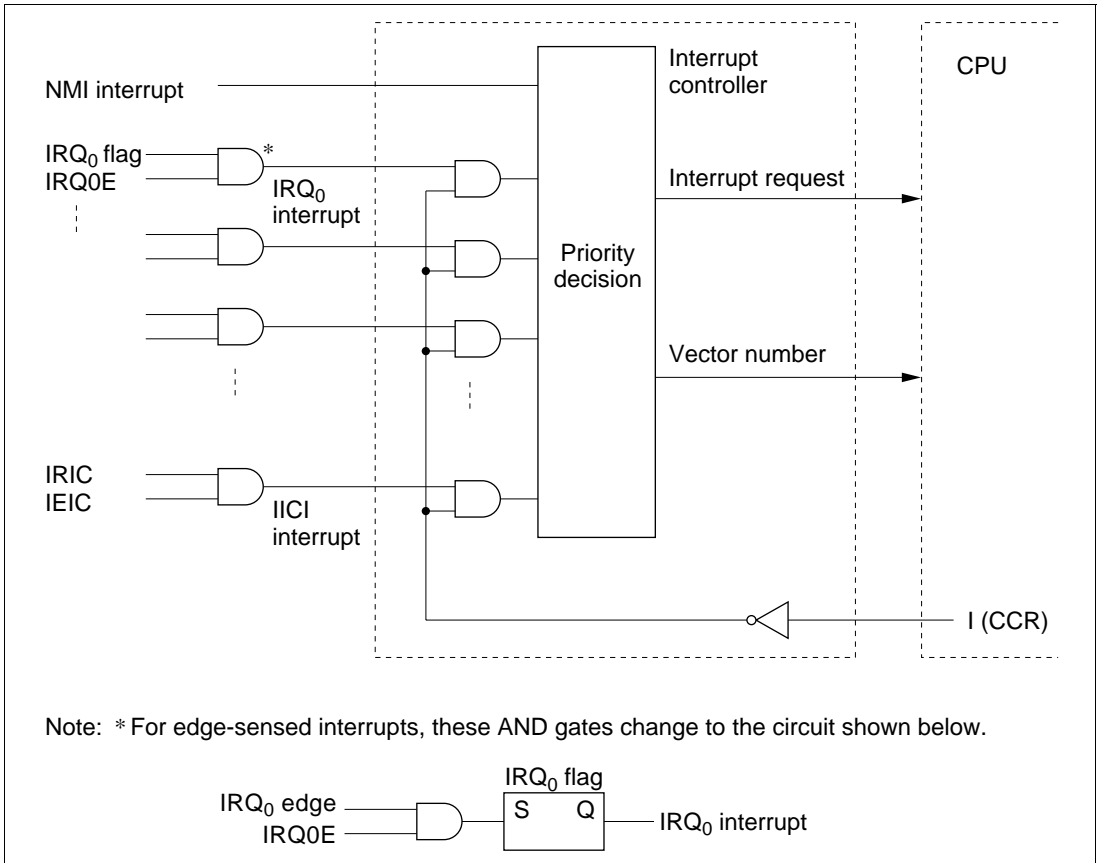 NMI interrupt
IRQ0 flag
IRQ0E
*
IRQ0
interrupt
IRIC
IEIC
IICI
interrupt
Priority
decision
Interrupt
controller
Interrupt request
Vector number
CPU
I (CCR)
Note: * For edge-sensed interrupts, these AND gates change to the circuit shown below.
IRQ0 edge
IRQ0E
IRQ0 flag
S Q
IRQ0 interrupt